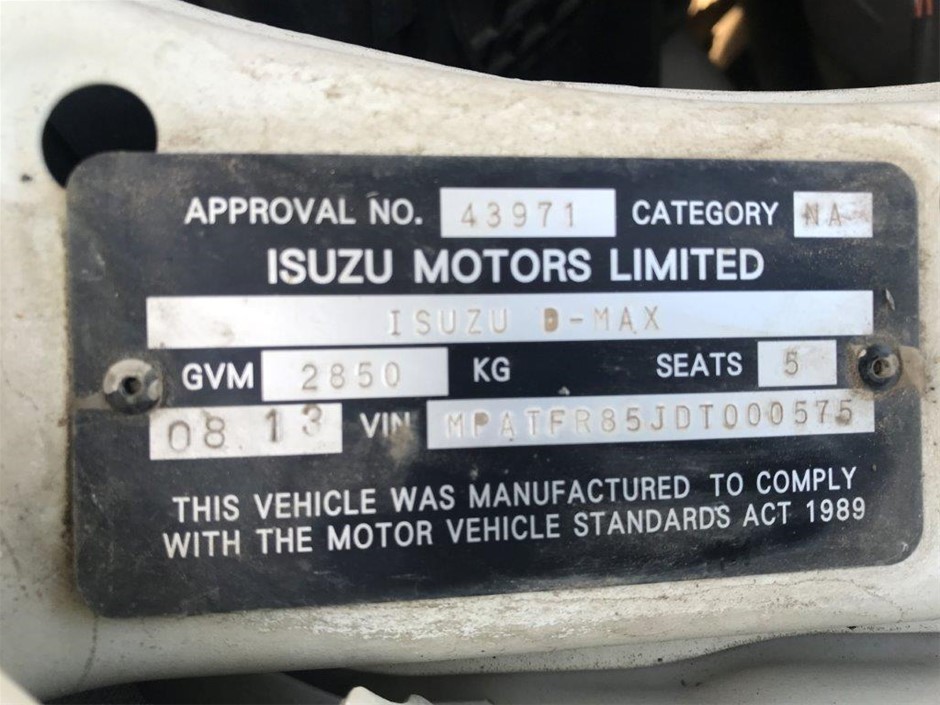 APPROVAL NO. 43971 CATEGORY NA
ISUZU MOTORS LIMITED
ISUZU D-MAX
GVM 2850 KG SEATS 5
08.13 VIN MPATFR85JDT000575
THIS VEHICLE WAS MANUFACTURED TO COMPLY
WITH THE MOTOR VEHICLE STANDARDS ACT 1989